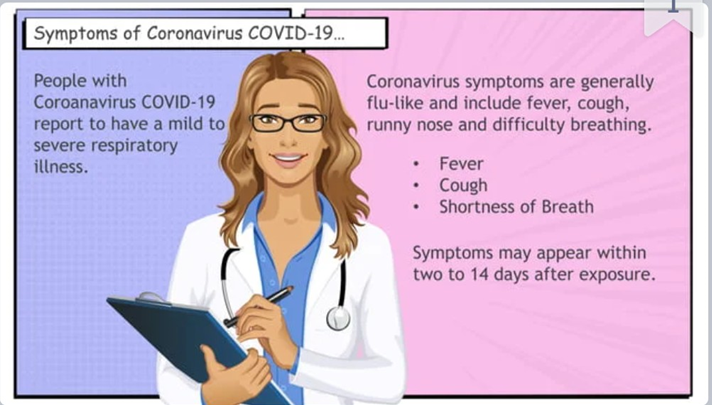 Symptoms of Coronavirus COVID-19...
People with
Coroanavirus COVID-19
report to have a mild to
severe respiratory
illness.
Coronavirus symptoms are generally
flu-like and include fever, cough,
runny nose and difficulty breathing.
• Fever
• Cough
• Shortness of Breath
Symptoms may appear within
two to 14 days after exposure.